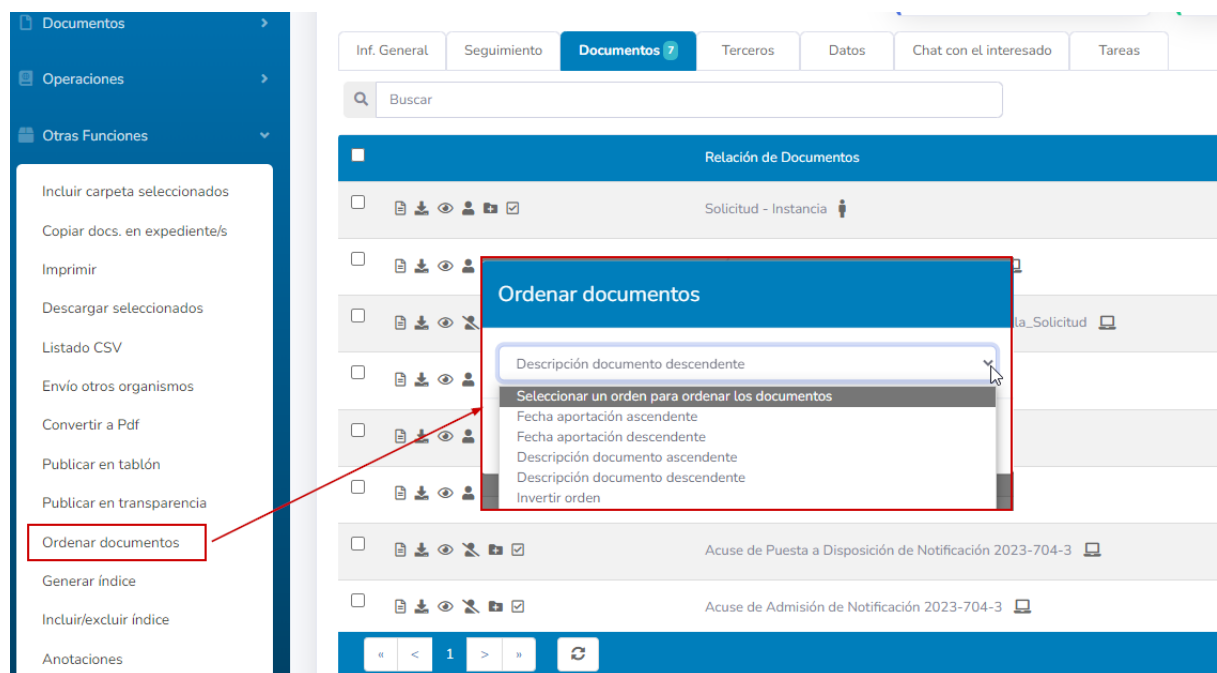 Documentos
Operaciones
Otras Funciones
Incluir carpeta seleccionados
Copiar docs. en expediente/s
Imprimir
Descargar seleccionados
Listado CSV
Envío otros organismos
Convertir a Pdf
Publicar en tablón
Publicar en transparencia
Ordenar documentos
Generar índice
Incluir/excluir índice
Anotaciones
Inf. General Seguimiento Documentos 7 Terceros Datos Chat con el interesado Tareas
Buscar
Relación de Documentos
Solicitud - Instancia
la_Solicitud
Ordenar documentos
Descripción documento descendente
Seleccionar un orden para ordenar los documentos
Fecha aportación ascendente
Fecha aportación descendente
Descripción documento ascendente
Descripción documento descendente
Invertir orden
Acuse de Puesta a Disposición de Notificación 2023-704-3
Acuse de Admisión de Notificación 2023-704-3
« < 1 > »